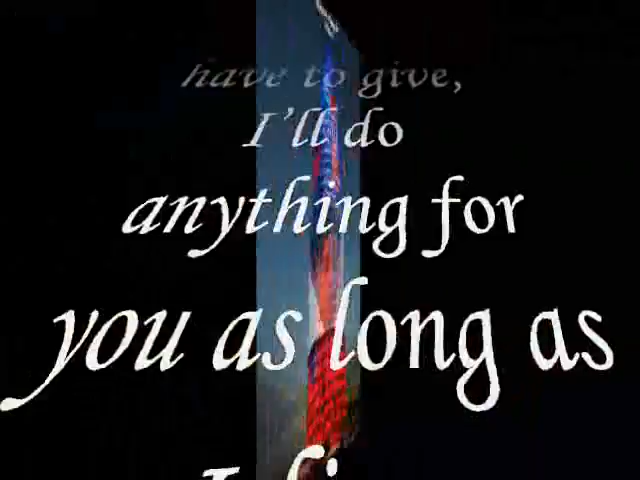 have to give,
I'll do
anything for
you as long as